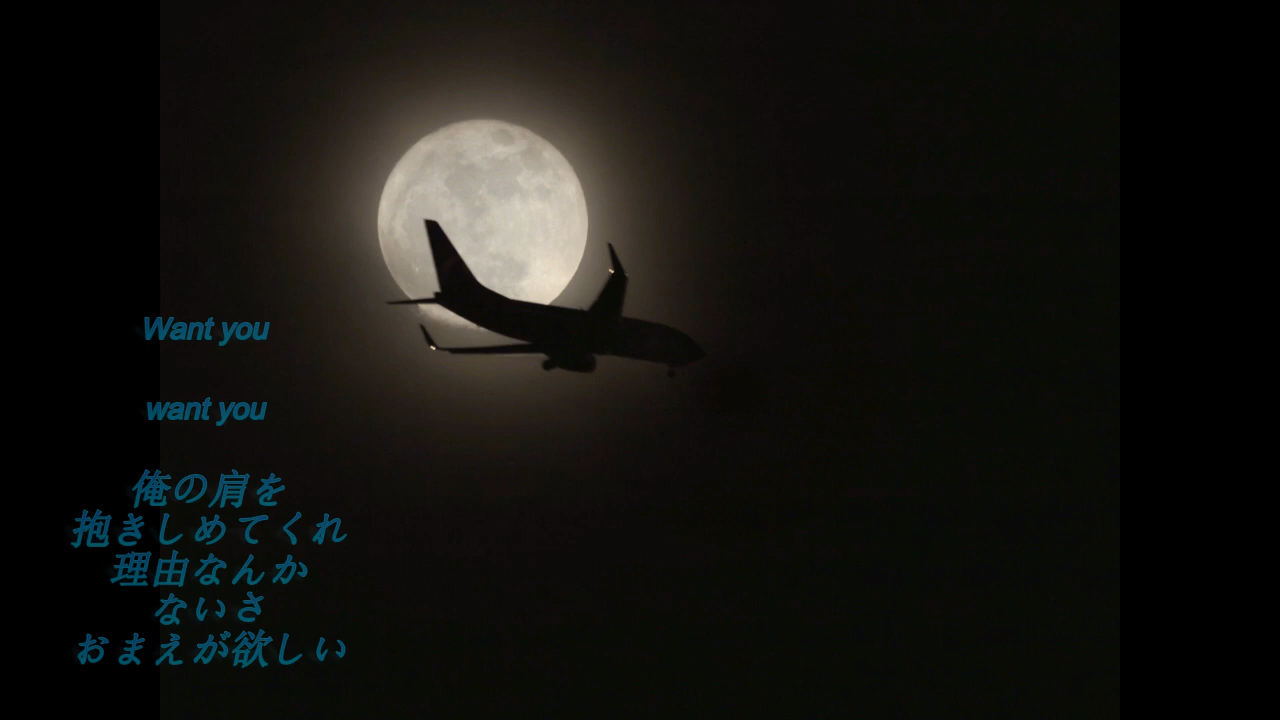 Want you
want you
俺の肩を
抱きしめてくれ
理由なんか
ないさ
おまえが欲しい